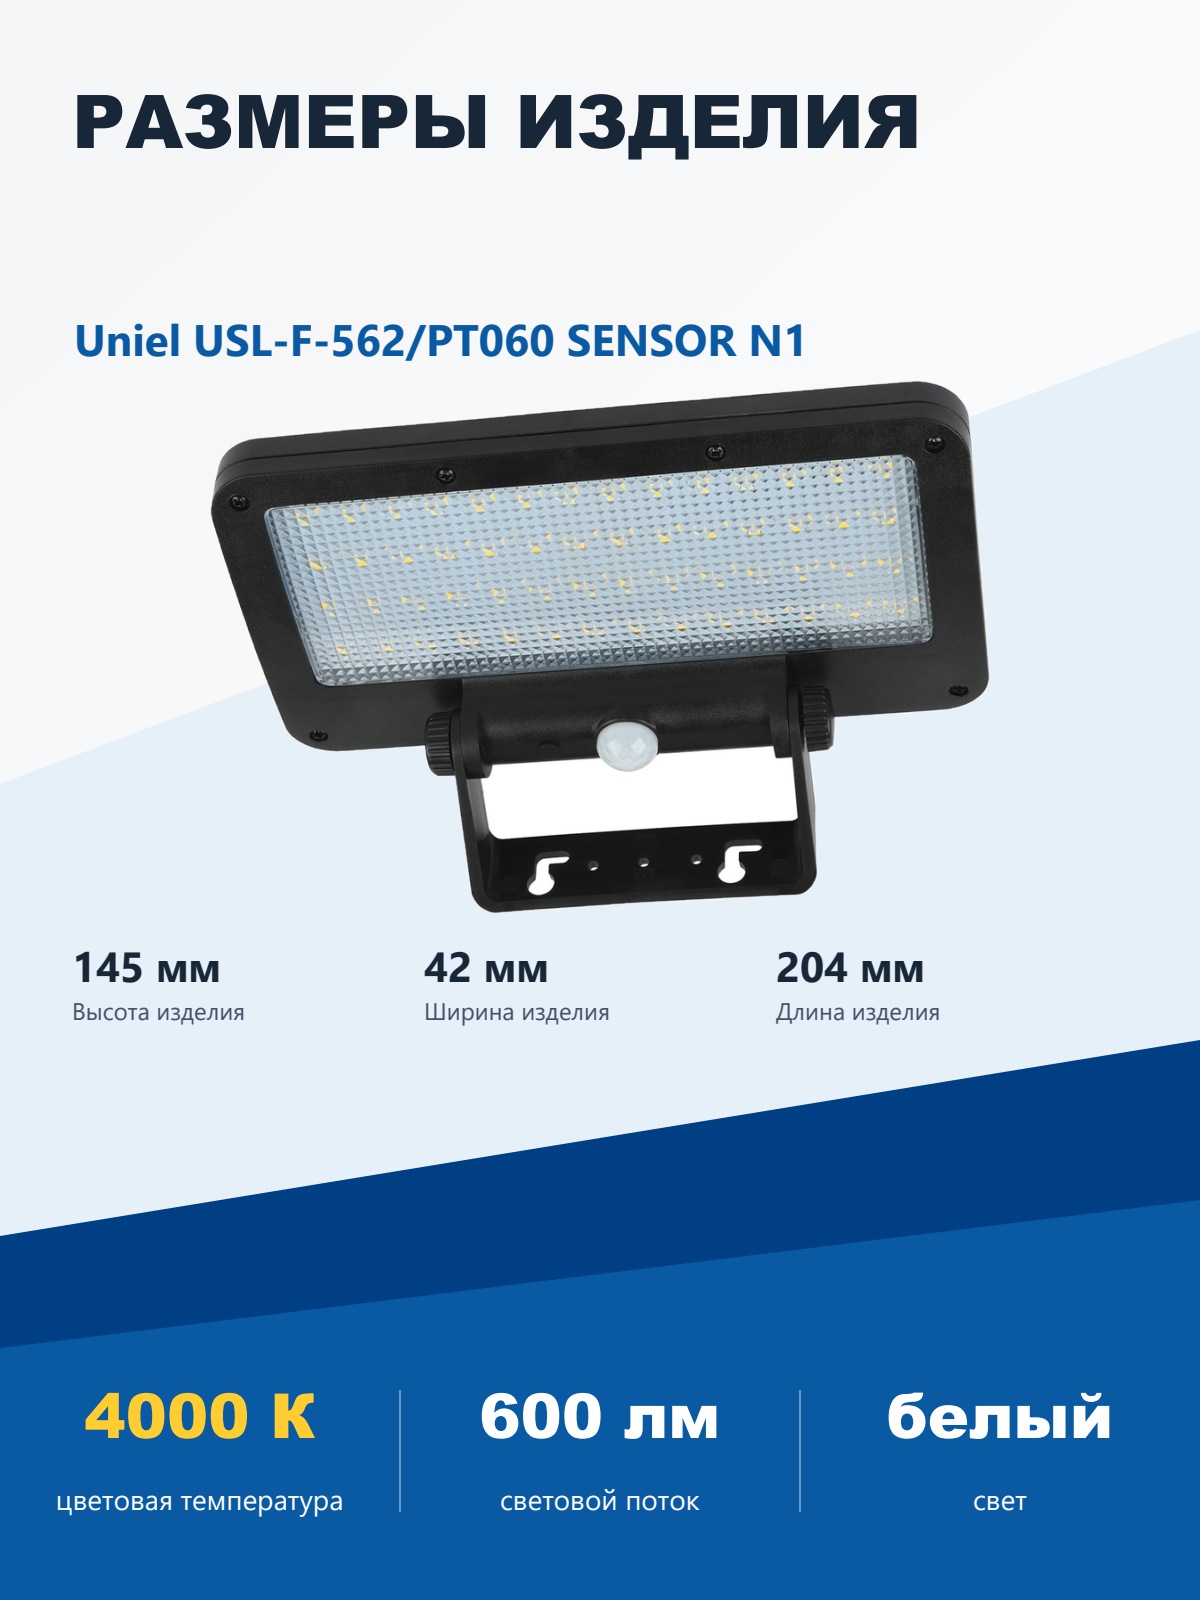 РАЗМЕРЫ ИЗДЕЛИЯ
Uniel USL-F-562/PT060 SENSOR N1
145 мм
Высота изделия
42 мм
Ширина изделия
204 мм
Длина изделия
4000 К
цветовая температура
600 лм
световой поток
белый
свет